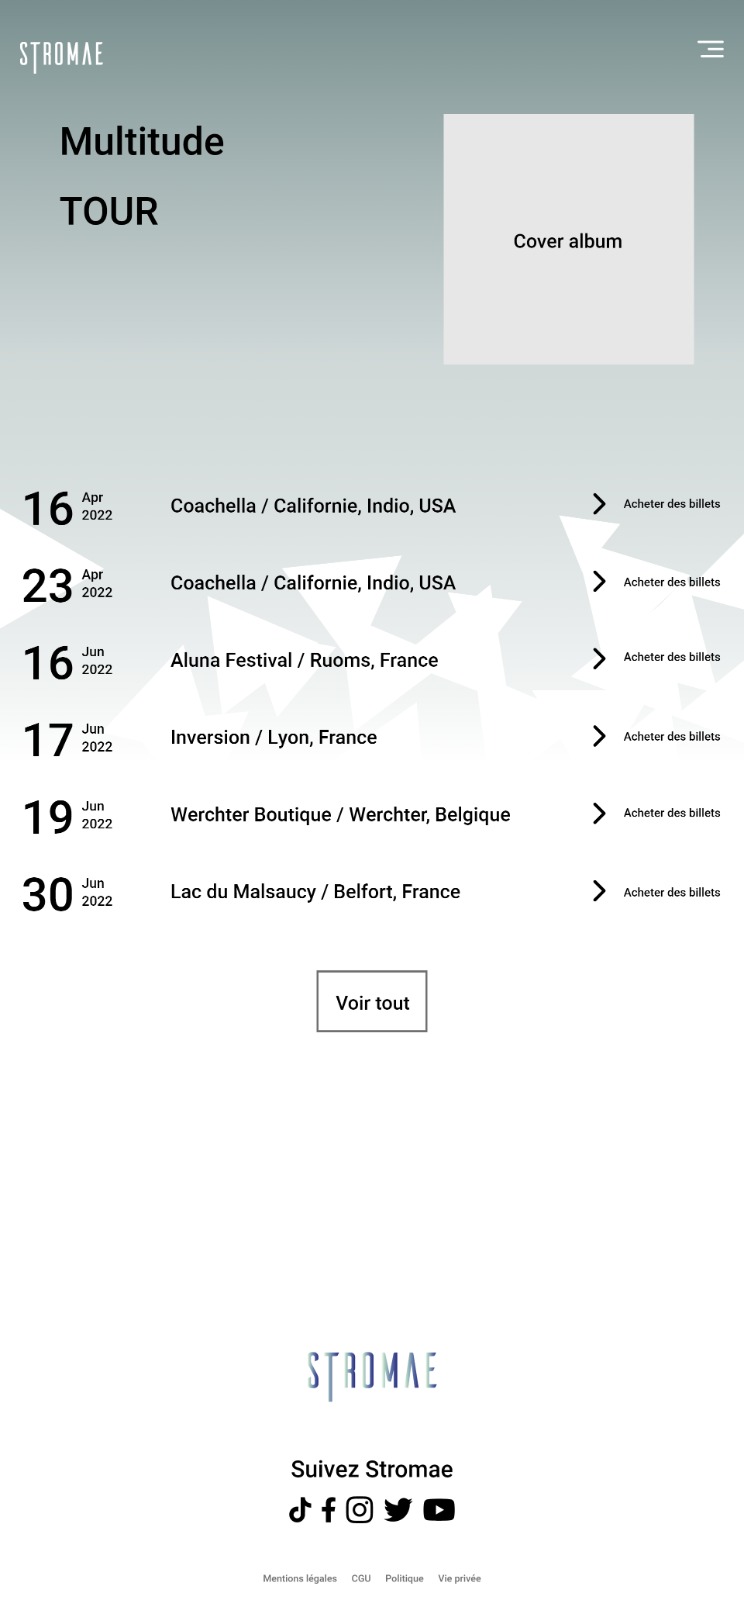 STROMAE
Multitude
TOUR
Cover album
16 Apr 2022 Coachella / Californie, Indio, USA Acheter des billets
23 Apr 2022 Coachella / Californie, Indio, USA Acheter des billets
16 Jun 2022 Aluna Festival / Ruoms, France Acheter des billets
17 Jun 2022 Inversion / Lyon, France Acheter des billets
19 Jun 2022 Werchter Boutique / Werchter, Belgique Acheter des billets
30 Jun 2022 Lac du Malsaucy / Belfort, France Acheter des billets
Voir tout
STROMAE
Suivez Stromae
Mentions légales CGU Politique Vie privée